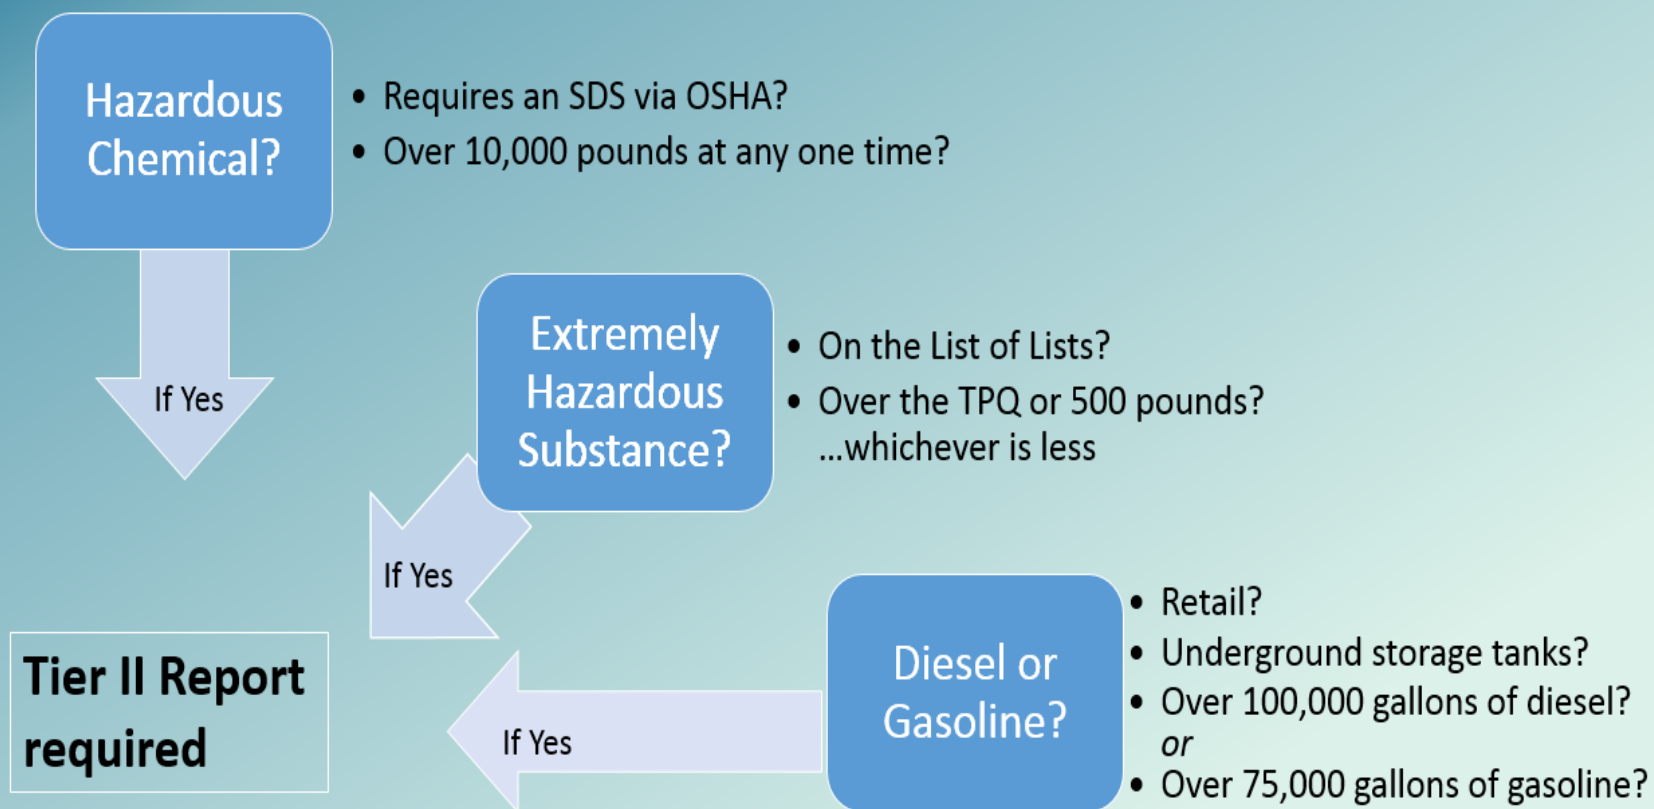 Hazardous
Chemical?
• Requires an SDS via OSHA?
• Over 10,000 pounds at any one time?
If Yes
Extremely
Hazardous
Substance?
• On the List of Lists?
• Over the TPQ or 500 pounds?
...whichever is less
If Yes
Diesel or
Gasoline?
• Retail?
• Underground storage tanks?
• Over 100,000 gallons of diesel?
or
• Over 75,000 gallons of gasoline?
If Yes
Tier II Report
required